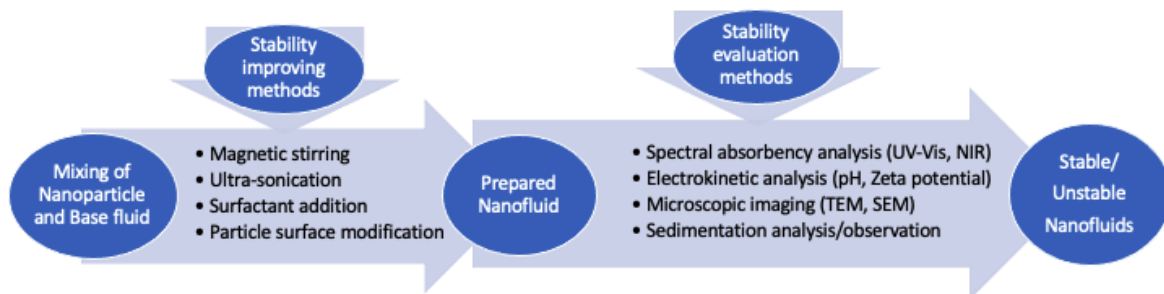 Stability
improving
methods
Stability
evaluation
methods
Mixing of
Nanoparticle
and Base fluid
• Magnetic stirring
• Ultra-sonication
• Surfactant addition
• Particle surface modification
Prepared
Nanofluid
• Spectral absorbency analysis (UV-Vis, NIR)
• Electrokinetic analysis (pH, Zeta potential)
• Microscopic imaging (TEM, SEM)
• Sedimentation analysis/observation
Stable/
Unstable
Nanofluids